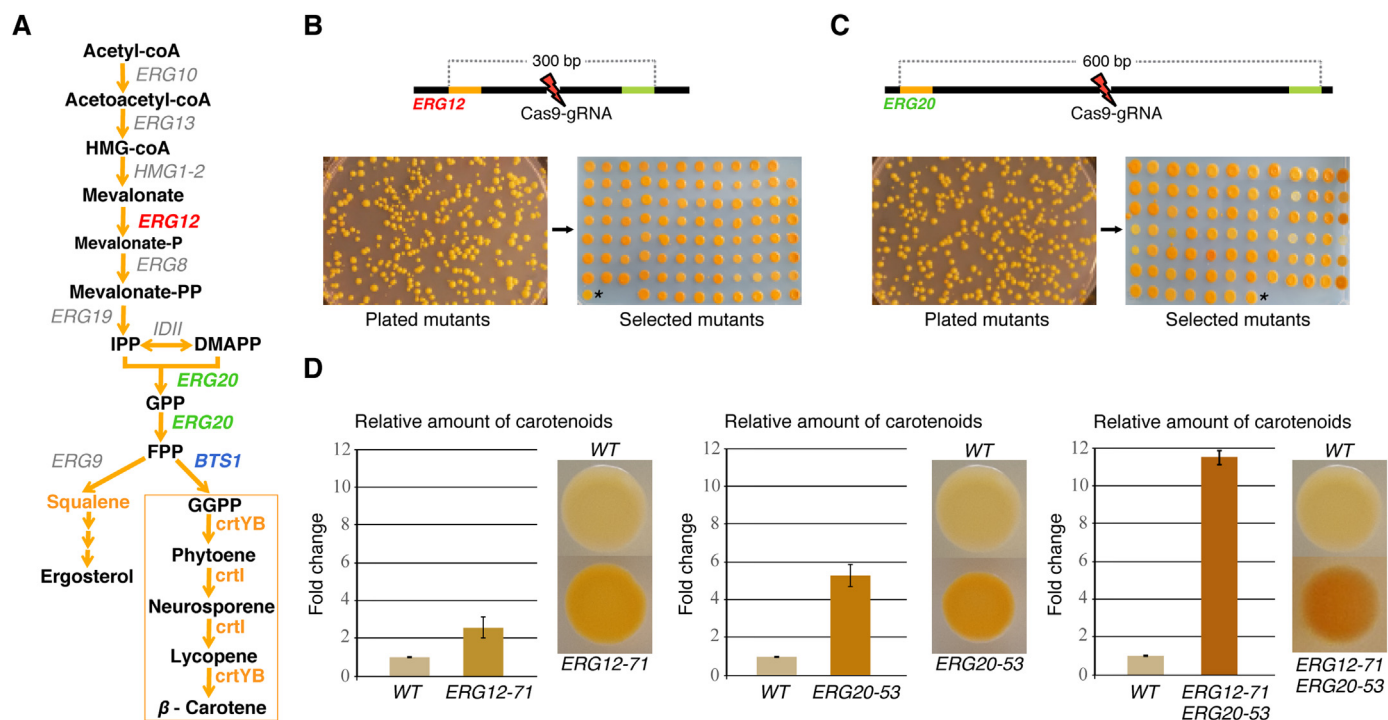 A
Acetyl-coA
ERG10
Acetoacetyl-coA
ERG13
HMG-coA
HMG1-2
Mevalonate
ERG12
Mevalonate-P
ERG8
Mevalonate-PP
ERG19
IDII
IPP
DMAPP
ERG20
GPP
ERG20
FPP
ERG9
BTS1
Squalene
GGPP
crtYB
Phytoene
crtI
Ergosterol
Neurosporene
crtI
Lycopene
crtYB
β - Carotene
B
300 bp
ERG12
Cas9-gRNA
*
Plated mutants
Selected mutants
C
600 bp
ERG20
Cas9-gRNA
*
Plated mutants
Selected mutants
D
Relative amount of carotenoids
Fold change
12
10
8
6
4
2
0
WT
ERG12-71
WT
ERG12-71
Relative amount of carotenoids
Fold change
12
10
8
6
4
2
0
WT
ERG20-53
WT
ERG20-53
Relative amount of carotenoids
Fold change
12
10
8
6
4
2
0
WT
ERG12-71
ERG20-53
WT
ERG12-71
ERG20-53